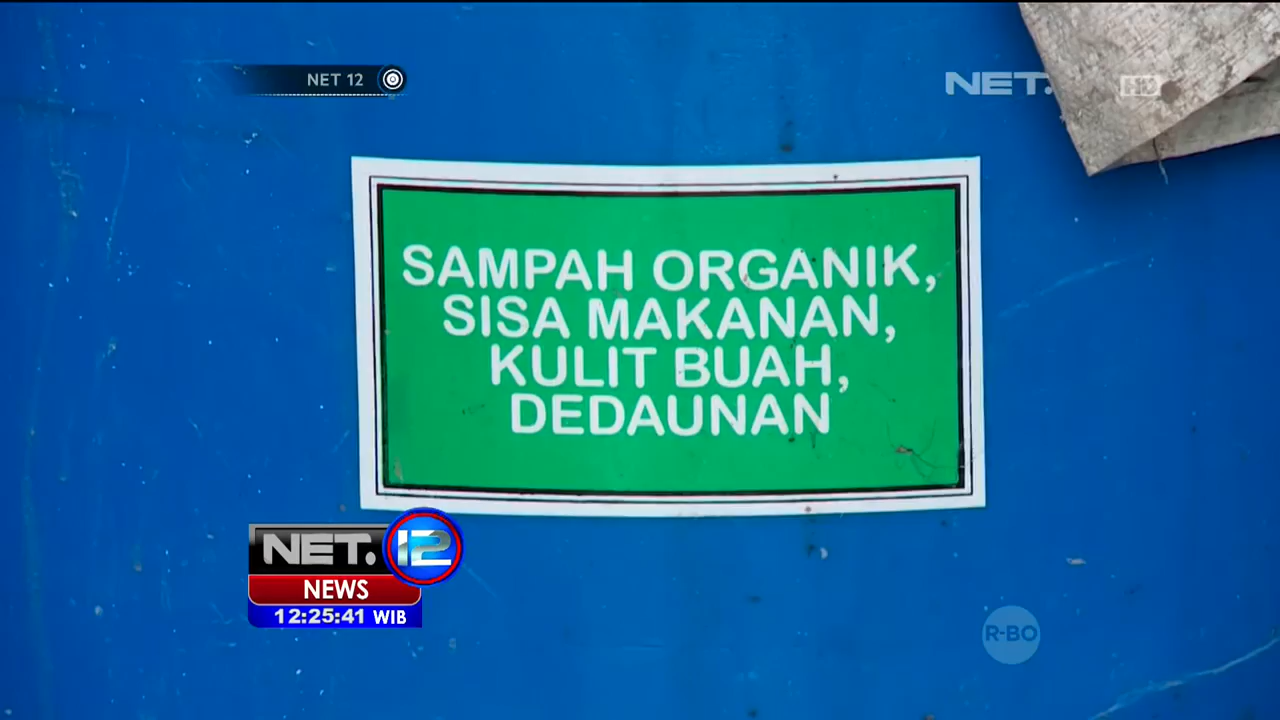 NET 12
NET.
HD
SAMPAH ORGANIK,
SISA MAKANAN,
KULIT BUAH,
DEDAUNAN
NET. 12
NEWS
12:25:41 WIB
R-BO